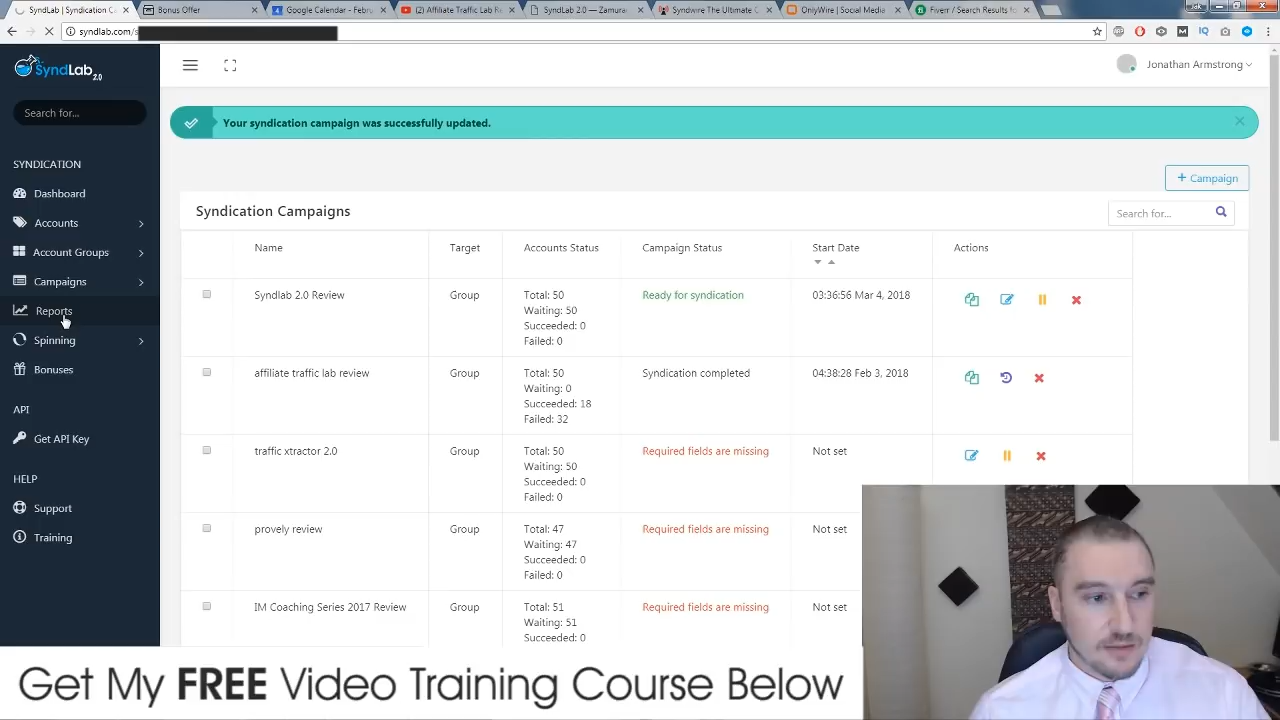 SyndLab | Syndication Ca
Bonus Offer
Google Calendar - Febru
(2) Affiliate Traffic Lab Re
SyndLab 2.0 — Zamura
Syndwire The Ultimate C
OnlyWire | Social Media
Fiverr / Search Results fo
Jak
syndlab.com/s
SyndLab 2.0
Jonathan Armstrong
Search for...
Your syndication campaign was successfully updated.
SYNDICATION
Dashboard
Accounts
Account Groups
Campaigns
Reports
Spinning
Bonuses
API
Get API Key
HELP
Support
Training
+ Campaign
Syndication Campaigns
Search for...
Name Target Accounts Status Campaign Status Start Date Actions
Syndlab 2.0 Review Group Total: 50 Ready for syndication 03:36:56 Mar 4, 2018
Waiting: 50
Succeeded: 0
Failed: 0
affiliate traffic lab review Group Total: 50 Syndication completed 04:38:28 Feb 3, 2018
Waiting: 0
Succeeded: 18
Failed: 32
traffic xtractor 2.0 Group Total: 50 Required fields are missing Not set
Waiting: 50
Succeeded: 0
Failed: 0
provely review Group Total: 47 Required fields are missing Not set
Waiting: 47
Succeeded: 0
Failed: 0
IM Coaching Series 2017 Review Group Total: 51 Required fields are missing Not set
Waiting: 51
Succeeded: 0
Get My FREE Video Training Course Below